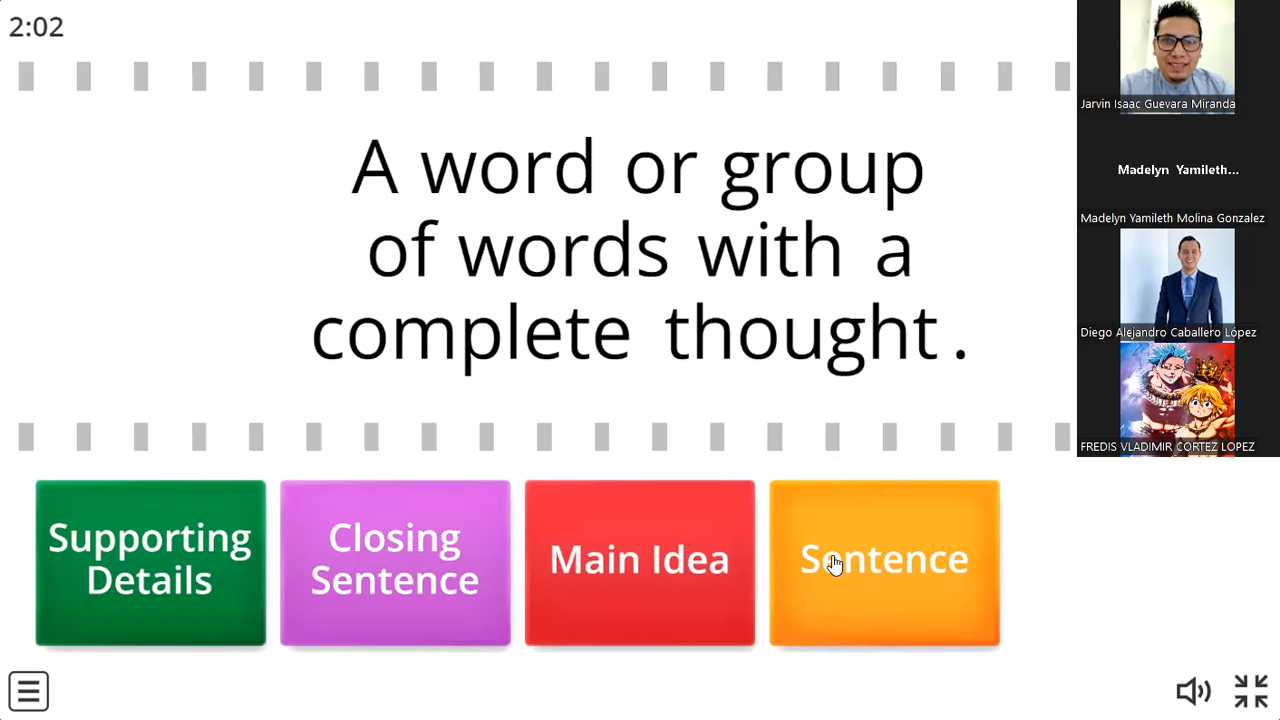 2:02
A word or group
of words with a
complete thought.
Supporting
Details
Closing
Sentence
Main Idea
Sentence
Jarvin Isaac Guevara Miranda
Madelyn Yamileth...
Madelyn Yamileth Molina Gonzalez
Diego Alejandro Caballero López
FREDIS VLADIMIR CORTEZ LOPEZ